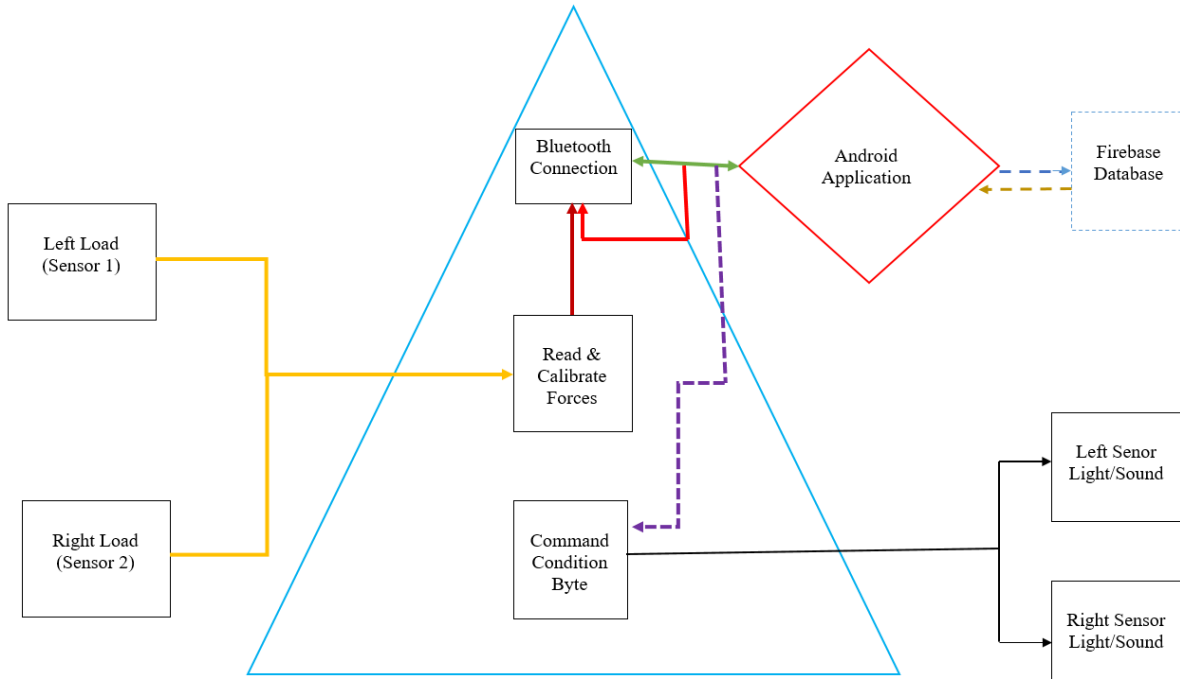 Bluetooth
Connection
Android
Application
Firebase
Database
Left Load
(Sensor 1)
Read &
Calibrate
Forces
Left Senor
Light/Sound
Right Load
(Sensor 2)
Command
Condition
Byte
Right Sensor
Light/Sound